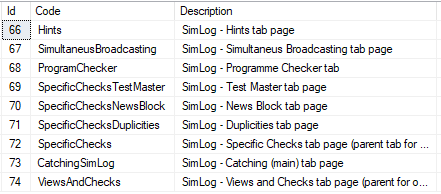 Id Code Description
66 Hints SimLog - Hints tab page
67 SimultaneusBroadcasting SimLog - Simultaneus Broadcasting tab page
68 ProgramChecker SimLog - Programme Checker tab
69 SpecificChecksTestMaster SimLog - Test Master tab page
70 SpecificChecksNewsBlock SimLog - News Block tab page
71 SpecificChecksDuplicities SimLog - Duplicities tab page
72 SpecificChecks SimLog - Specific Checks tab page (parent tab for ...
73 CatchingSimLog SimLog - Catching (main) tab page
74 ViewsAndChecks SimLog - Views and Checks tab page (parent for o...